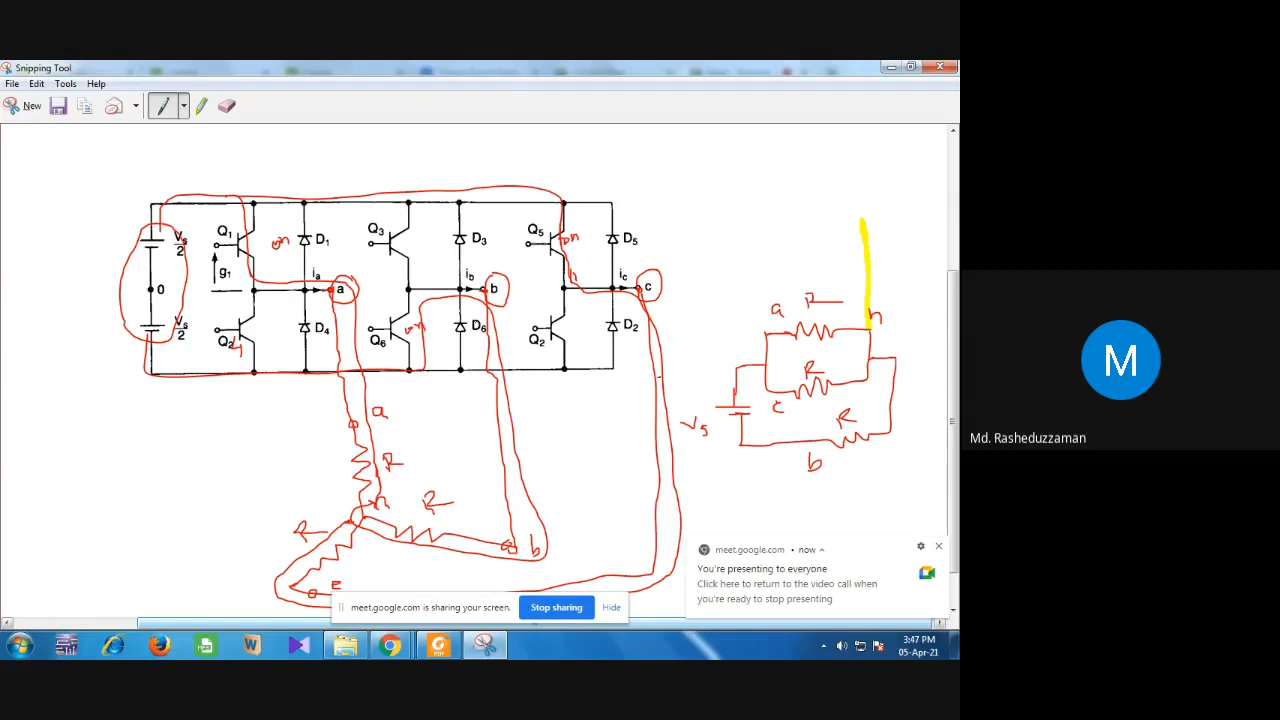 Snipping Tool
File Edit Tools Help
New
Vs/2
0
Vs/2
Q1
on
D1
g1
ia
a
Q2
4
D4
Q3
D3
ib
b
Q6
on
D6
Q5
on
D5
ic
c
Q2
D2
a
R
n
R
R
b
c
a
R
n
R
c
R
Vs
b
Md. Rasheduzzaman
M
meet.google.com • now
You're presenting to everyone
Click here to return to the video call when
you're ready to stop presenting
meet.google.com is sharing your screen.
Stop sharing
Hide
3:47 PM
05-Apr-21